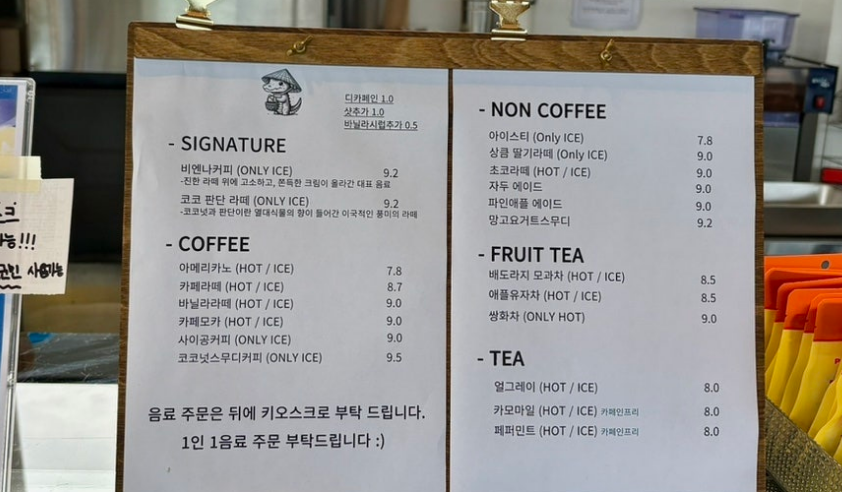 디카페인 1.0
샷추가 1.0
바닐라시럽추가 0.5
- SIGNATURE
비엔나커피 (ONLY ICE) 9.2
-진한 라떼 위에 고소하고, 쫀득한 크림이 올라간 대표 음료
코코 판단 라떼 (ONLY ICE) 9.2
-코코넛과 판단이란 열대식물의 향이 들어간 이국적인 풍미의 라떼
- COFFEE
아메리카노 (HOT / ICE) 7.8
카페라떼 (HOT / ICE) 8.7
바닐라라떼 (HOT / ICE) 9.0
카페모카 (HOT / ICE) 9.0
사이공커피 (ONLY ICE) 9.0
코코넛스무디커피 (ONLY ICE) 9.5
음료 주문은 뒤에 키오스크로 부탁 드립니다.
1인 1음료 주문 부탁드립니다 :)
- NON COFFEE
아이스티 (Only ICE) 7.8
상큼 딸기라떼 (Only ICE) 9.0
초코라떼 (HOT / ICE) 9.0
자두 에이드 9.0
파인애플 에이드 9.0
망고요거트스무디 9.2
- FRUIT TEA
배도라지 모과차 (HOT / ICE) 8.5
애플유자차 (HOT / ICE) 8.5
쌍화차 (ONLY HOT) 9.0
- TEA
얼그레이 (HOT / ICE) 8.0
카모마일 (HOT / ICE) 카페인프리 8.0
페퍼민트 (HOT / ICE) 카페인프리 8.0